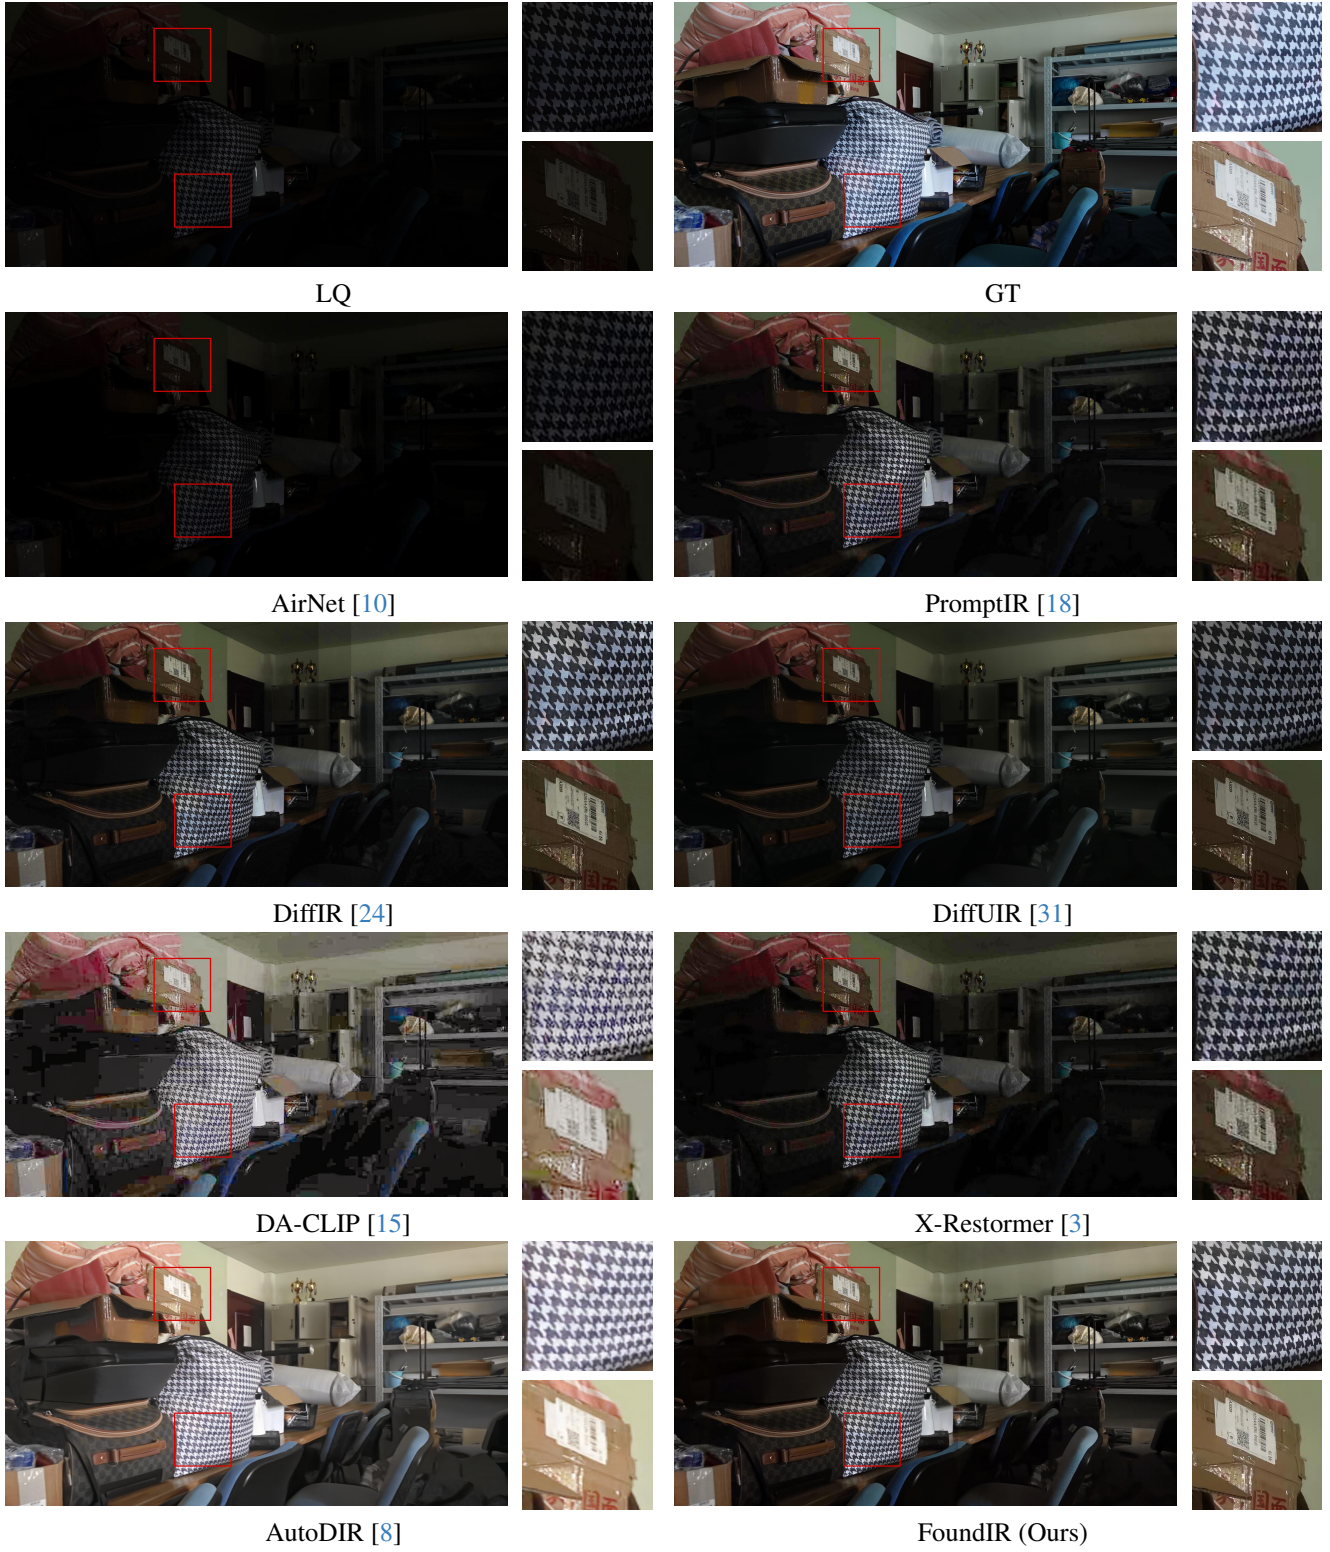 LQ
GT
AirNet [10]
PromptIR [18]
DiffIR [24]
DiffUIR [31]
DA-CLIP [15]
X-Restormer [3]
AutoDIR [8]
FoundIR (Ours)